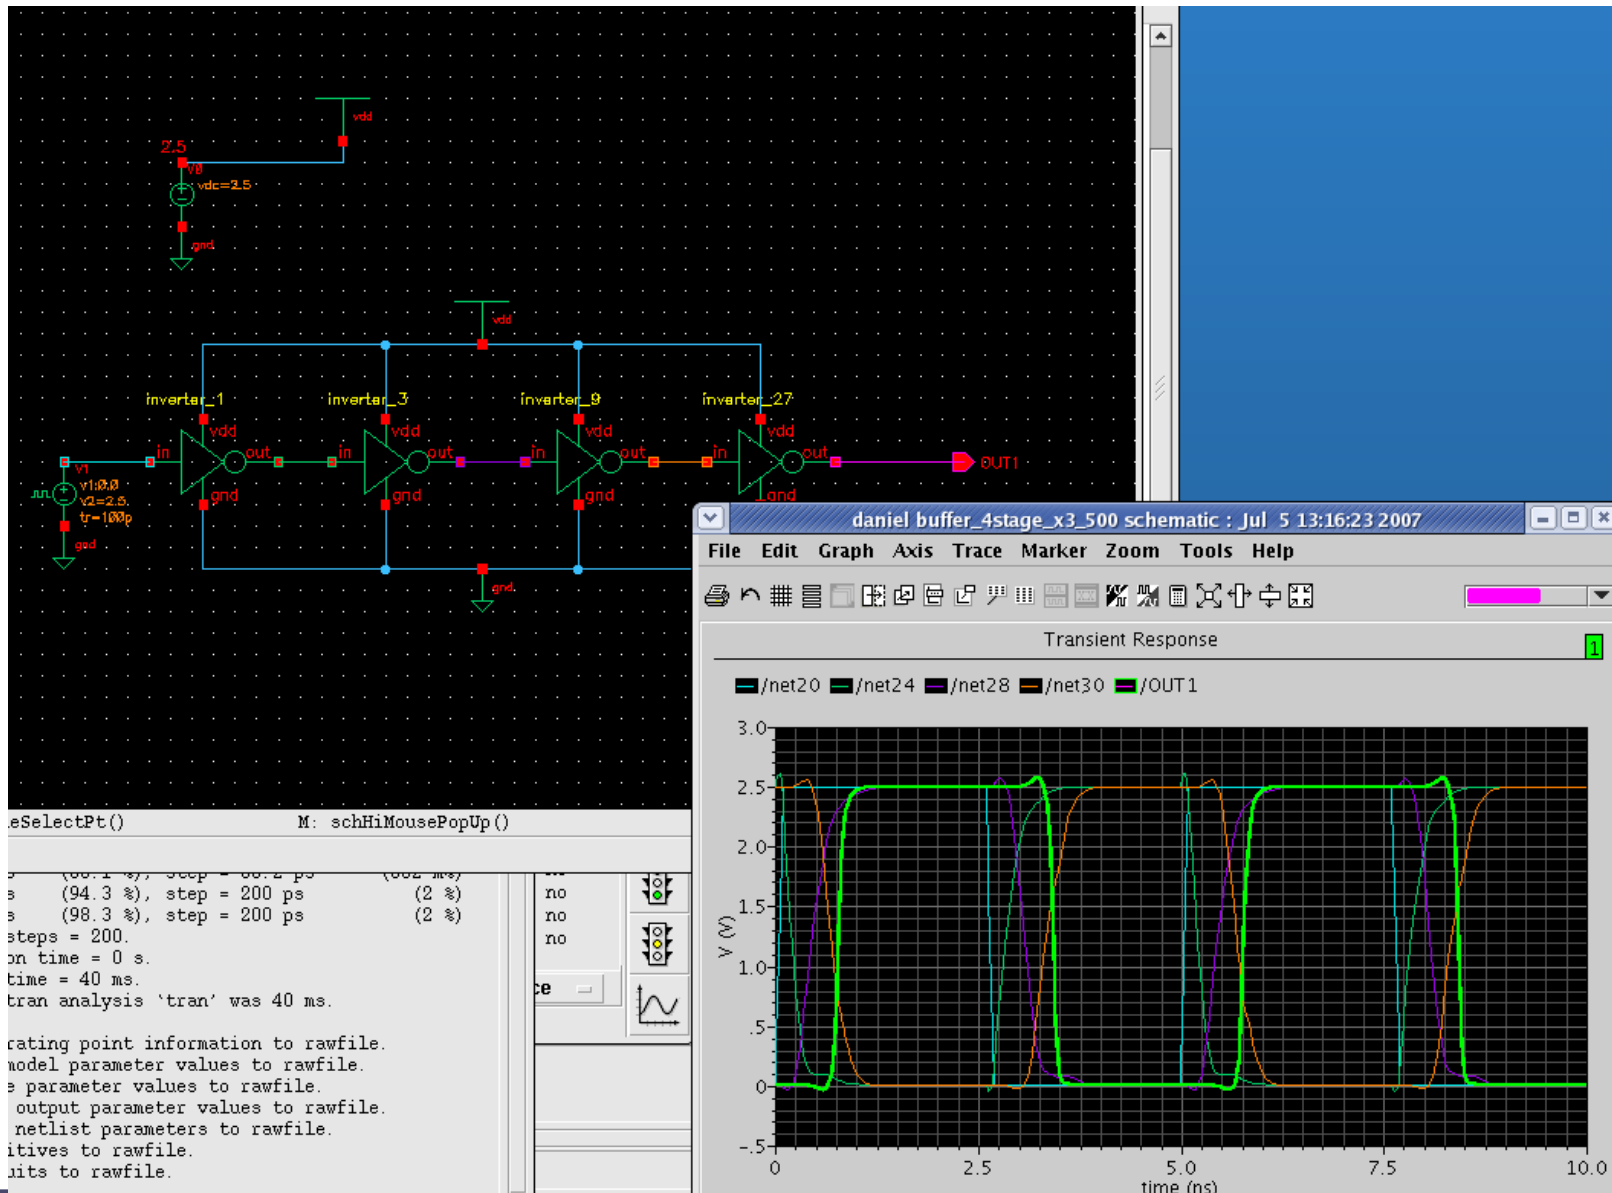 vdd
2.5
V0
vdc=2.5
gnd
vdd
inverter_1
inverter_3
inverter_9
inverter_27
vdd
vdd
vdd
vdd
in
out
in
out
in
out
in
out
OUT1
V1
v1:0.0
v2=2.5
tr=100p
gnd
gnd
gnd
gnd
gnd
gnd
eSelectPt()
M: schHiMousePopUp()
s (94.3 %), step = 200 ps (2 %)
s (98.3 %), step = 200 ps (2 %)
steps = 200.
on time = 0 s.
time = 40 ms.
tran analysis `tran' was 40 ms.
rating point information to rawfile.
model parameter values to rawfile.
e parameter values to rawfile.
output parameter values to rawfile.
netlist parameters to rawfile.
itives to rawfile.
uits to rawfile.
no
no
no
ce
daniel buffer_4stage_x3_500 schematic : Jul 5 13:16:23 2007
File Edit Graph Axis Trace Marker Zoom Tools Help
Transient Response
1
/net20 /net24 /net28 /net30 /OUT1
3.0
2.5
2.0
1.5
1.0
.5
0
-.5
V (V)
0 2.5 5.0 7.5 10.0
time (ns)